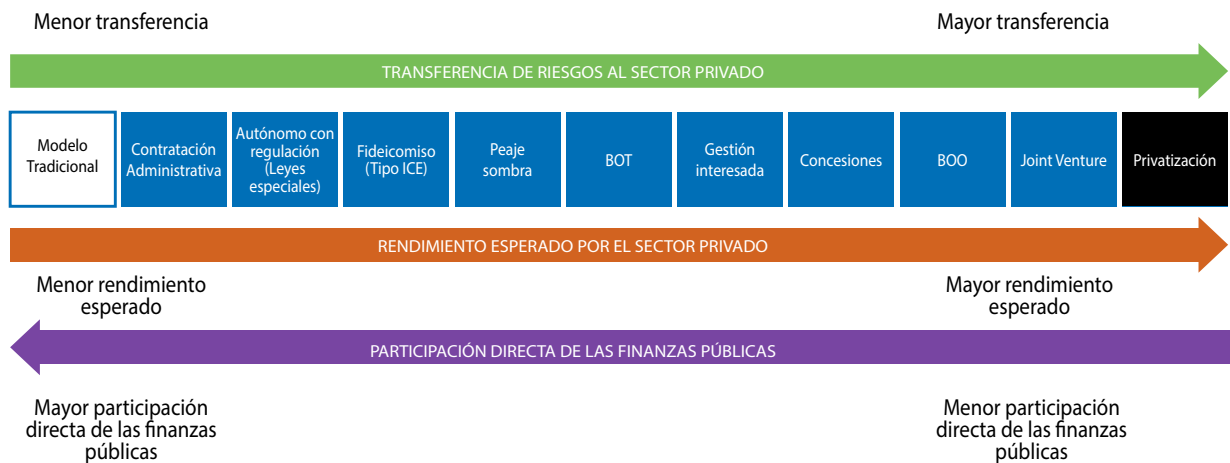 Menor transferencia
Mayor transferencia
TRANSFERENCIA DE RIESGOS AL SECTOR PRIVADO
Modelo
Tradicional
Contratación
Administrativa
Autónomo con
regulación
(Leyes
especiales)
Fideicomiso
(Tipo ICE)
Peaje
sombra
BOT
Gestión
interesada
Concesiones
BOO
Joint Venture
Privatización
RENDIMIENTO ESPERADO POR EL SECTOR PRIVADO
Menor rendimiento
esperado
Mayor rendimiento
esperado
PARTICIPACIÓN DIRECTA DE LAS FINANZAS PÚBLICAS
Mayor participación
directa de las finanzas
públicas
Menor participación
directa de las finanzas
públicas